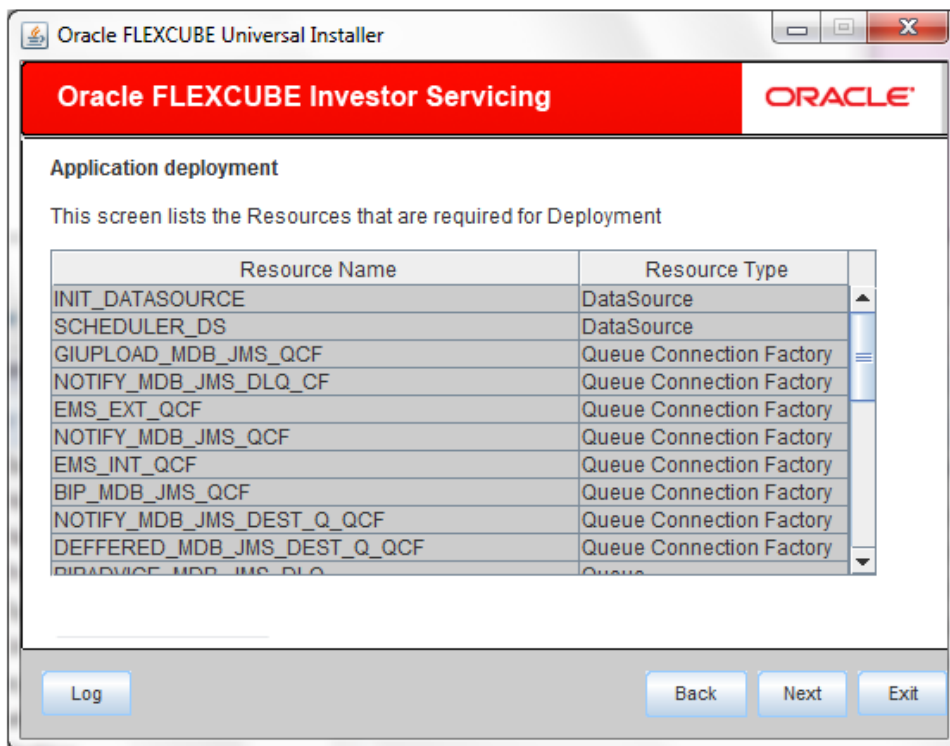 Oracle FLEXCUBE Universal Installer
Oracle FLEXCUBE Investor Servicing ORACLE
Application deployment
This screen lists the Resources that are required for Deployment
Resource Name Resource Type
INIT_DATASOURCE DataSource
SCHEDULER_DS DataSource
GIUPLOAD_MDB_JMS_QCF Queue Connection Factory
NOTIFY_MDB_JMS_DLQ_CF Queue Connection Factory
EMS_EXT_QCF Queue Connection Factory
NOTIFY_MDB_JMS_QCF Queue Connection Factory
EMS_INT_QCF Queue Connection Factory
BIP_MDB_JMS_QCF Queue Connection Factory
NOTIFY_MDB_JMS_DEST_Q_QCF Queue Connection Factory
DEFFERED_MDB_JMS_DEST_Q_QCF Queue Connection Factory
BIPADVICE_MDB_JMS_DLQ Queue
Log Back Next Exit